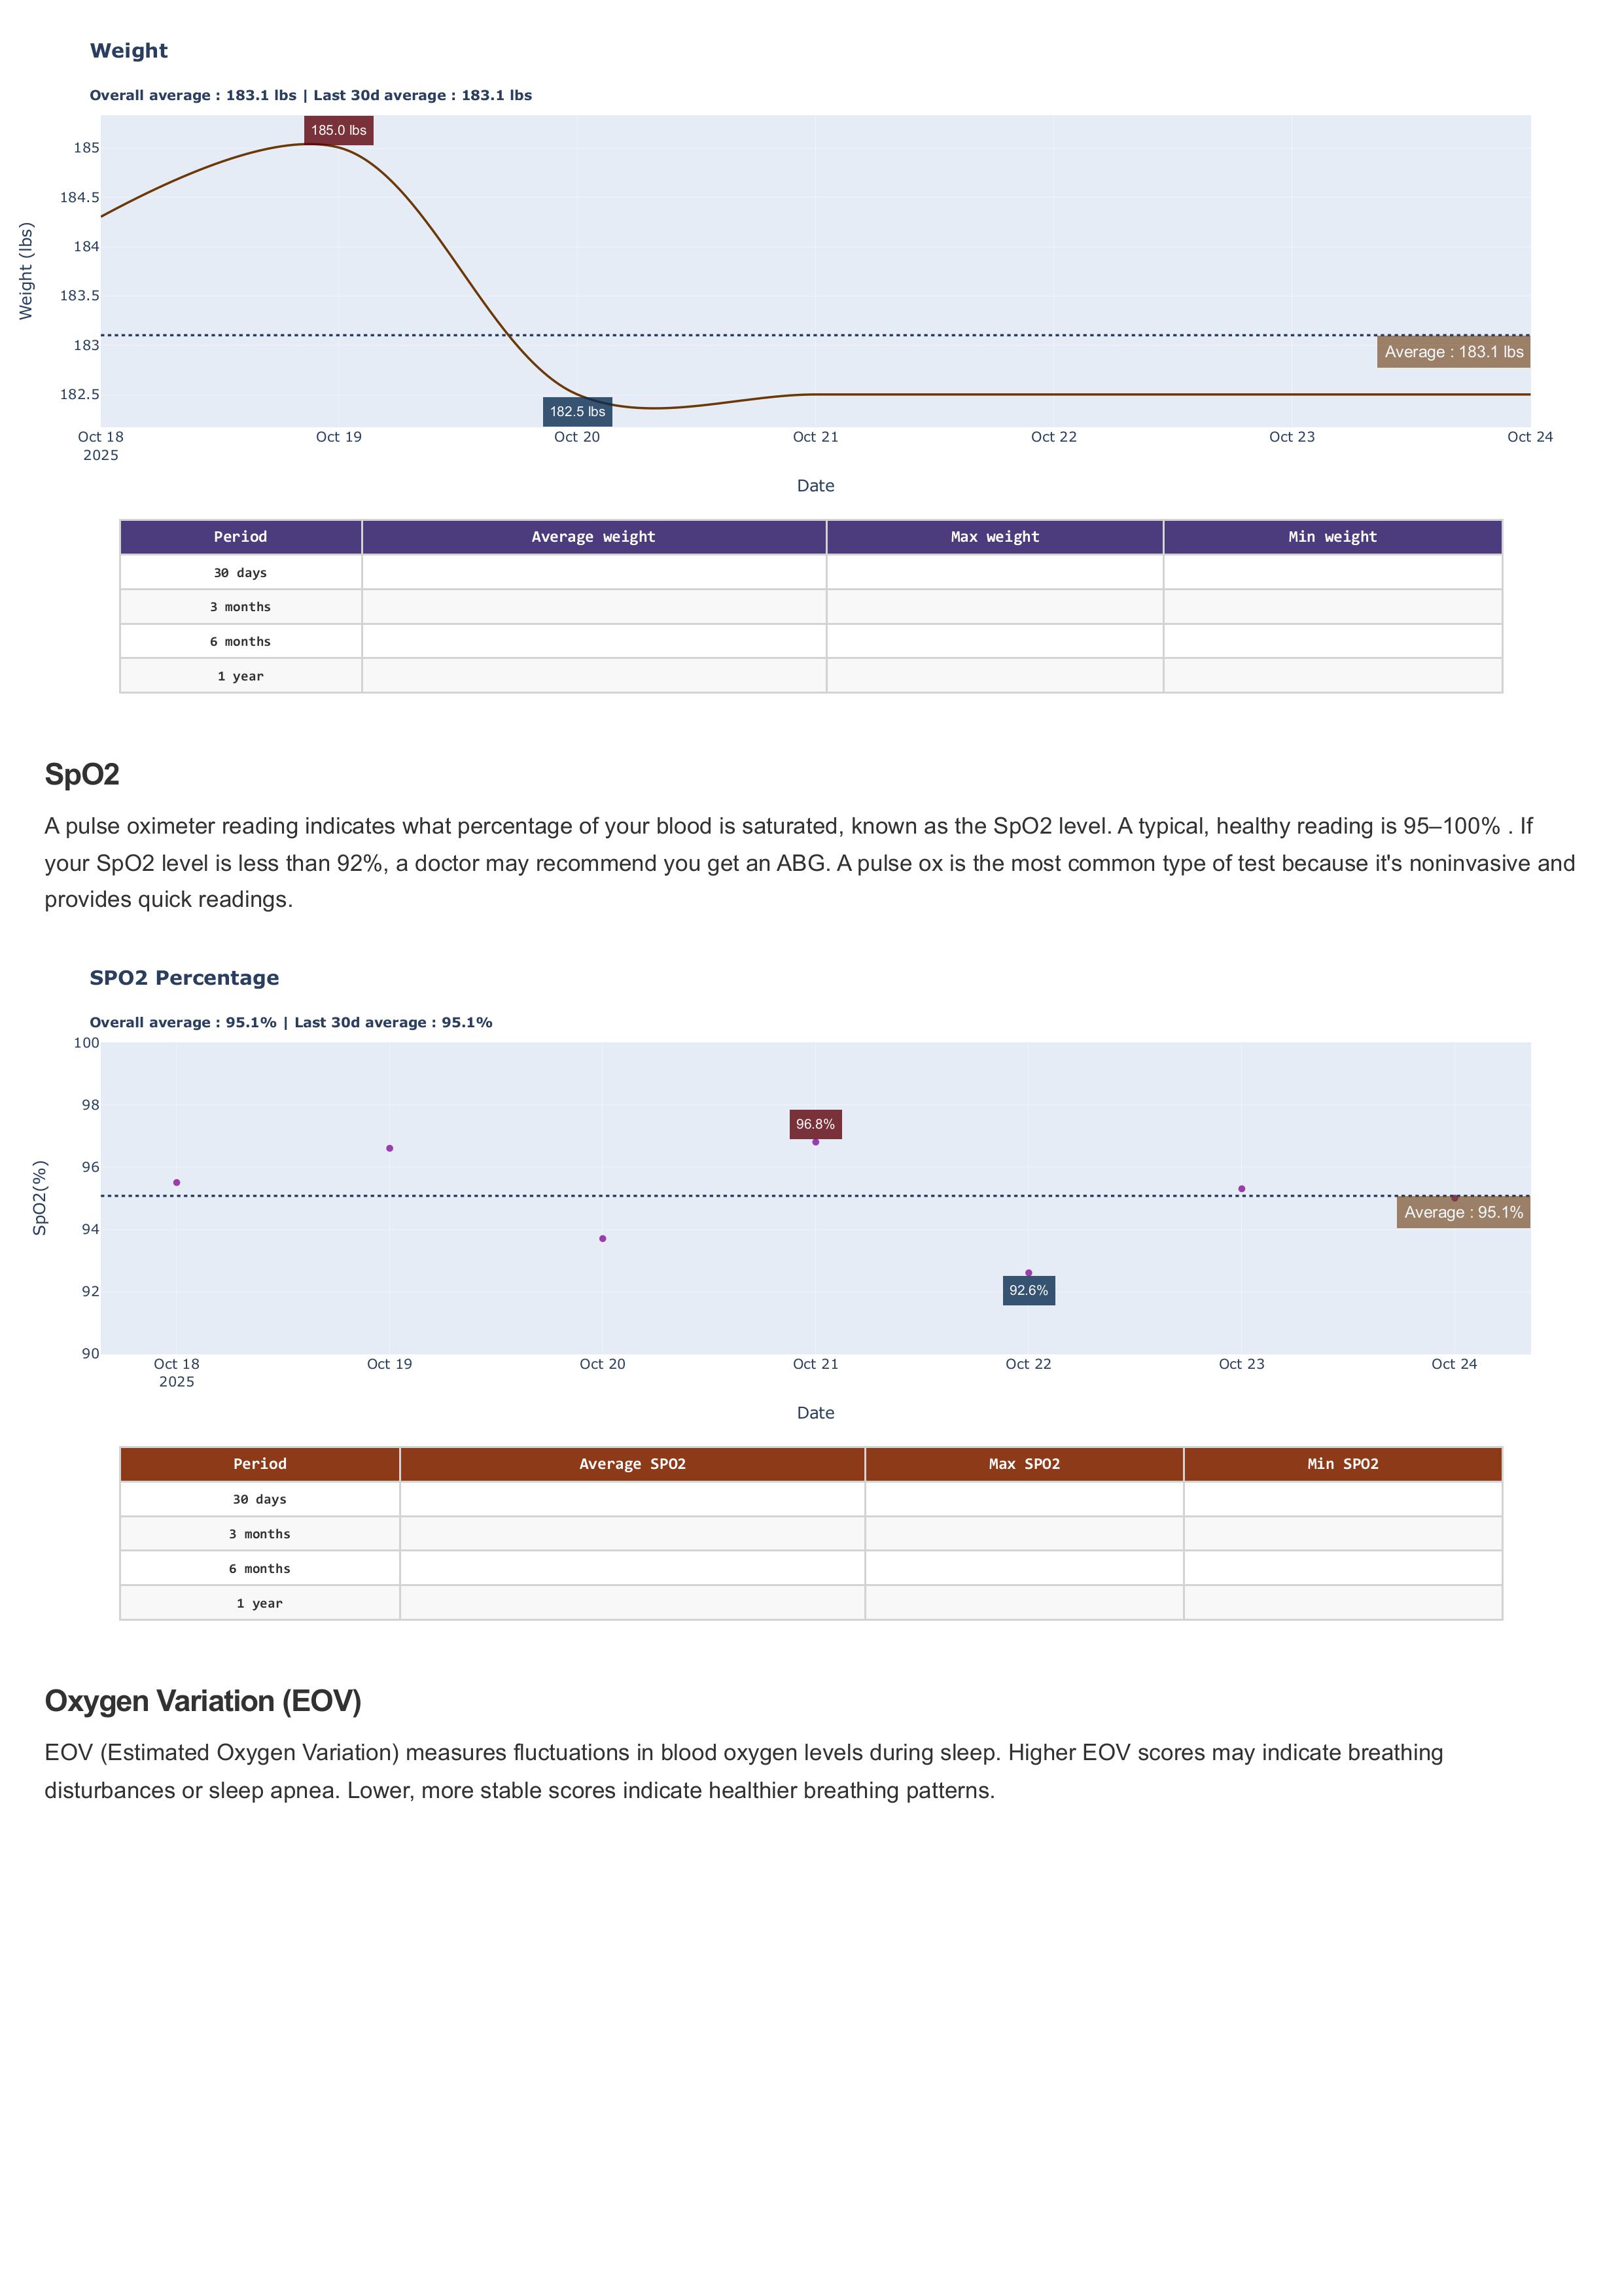 Weight
Overall average : 183.1 lbs | Last 30d average : 183.1 lbs
185.0 lbs
185
184.5
184
183.5
183
182.5
Weight (lbs)
Average : 183.1 lbs
182.5 lbs
Oct 18 Oct 19 Oct 20 Oct 21 Oct 22 Oct 23 Oct 24
2025
Date
Period Average weight Max weight Min weight
30 days
3 months
6 months
1 year
SpO2
A pulse oximeter reading indicates what percentage of your blood is saturated, known as the SpO2 level. A typical, healthy reading is 95–100% . If
your SpO2 level is less than 92%, a doctor may recommend you get an ABG. A pulse ox is the most common type of test because it's noninvasive and
provides quick readings.
SPO2 Percentage
Overall average : 95.1% | Last 30d average : 95.1%
100
98
96
94
92
90
SpO2(%)
96.8%
Average : 95.1%
92.6%
Oct 18 Oct 19 Oct 20 Oct 21 Oct 22 Oct 23 Oct 24
2025
Date
Period Average SPO2 Max SPO2 Min SPO2
30 days
3 months
6 months
1 year
Oxygen Variation (EOV)
EOV (Estimated Oxygen Variation) measures fluctuations in blood oxygen levels during sleep. Higher EOV scores may indicate breathing
disturbances or sleep apnea. Lower, more stable scores indicate healthier breathing patterns.